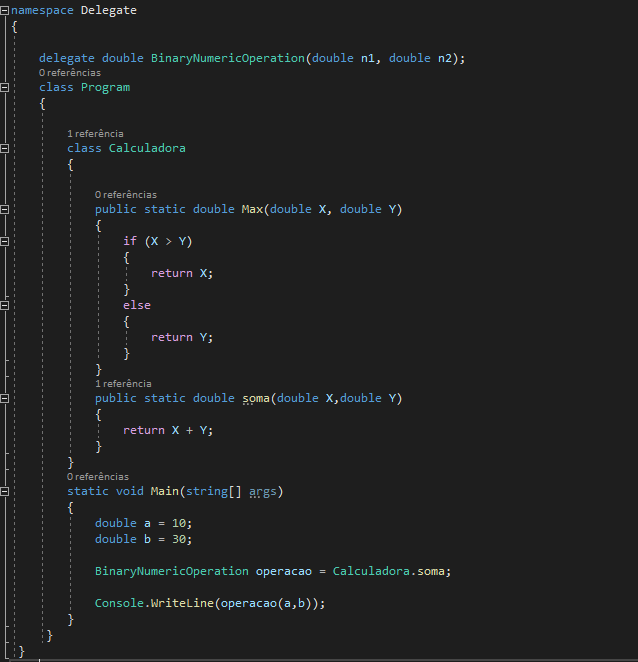 namespace Delegate
{
delegate double BinaryNumericOperation(double n1, double n2);
0 referências
class Program
{
1 referência
class Calculadora
{
0 referências
public static double Max(double X, double Y)
{
if (X > Y)
{
return X;
}
else
{
return Y;
}
}
1 referência
public static double soma(double X,double Y)
{
return X + Y;
}
}
0 referências
static void Main(string[] args)
{
double a = 10;
double b = 30;
BinaryNumericOperation operacao = Calculadora.soma;
Console.WriteLine(operacao(a,b));
}
}
}